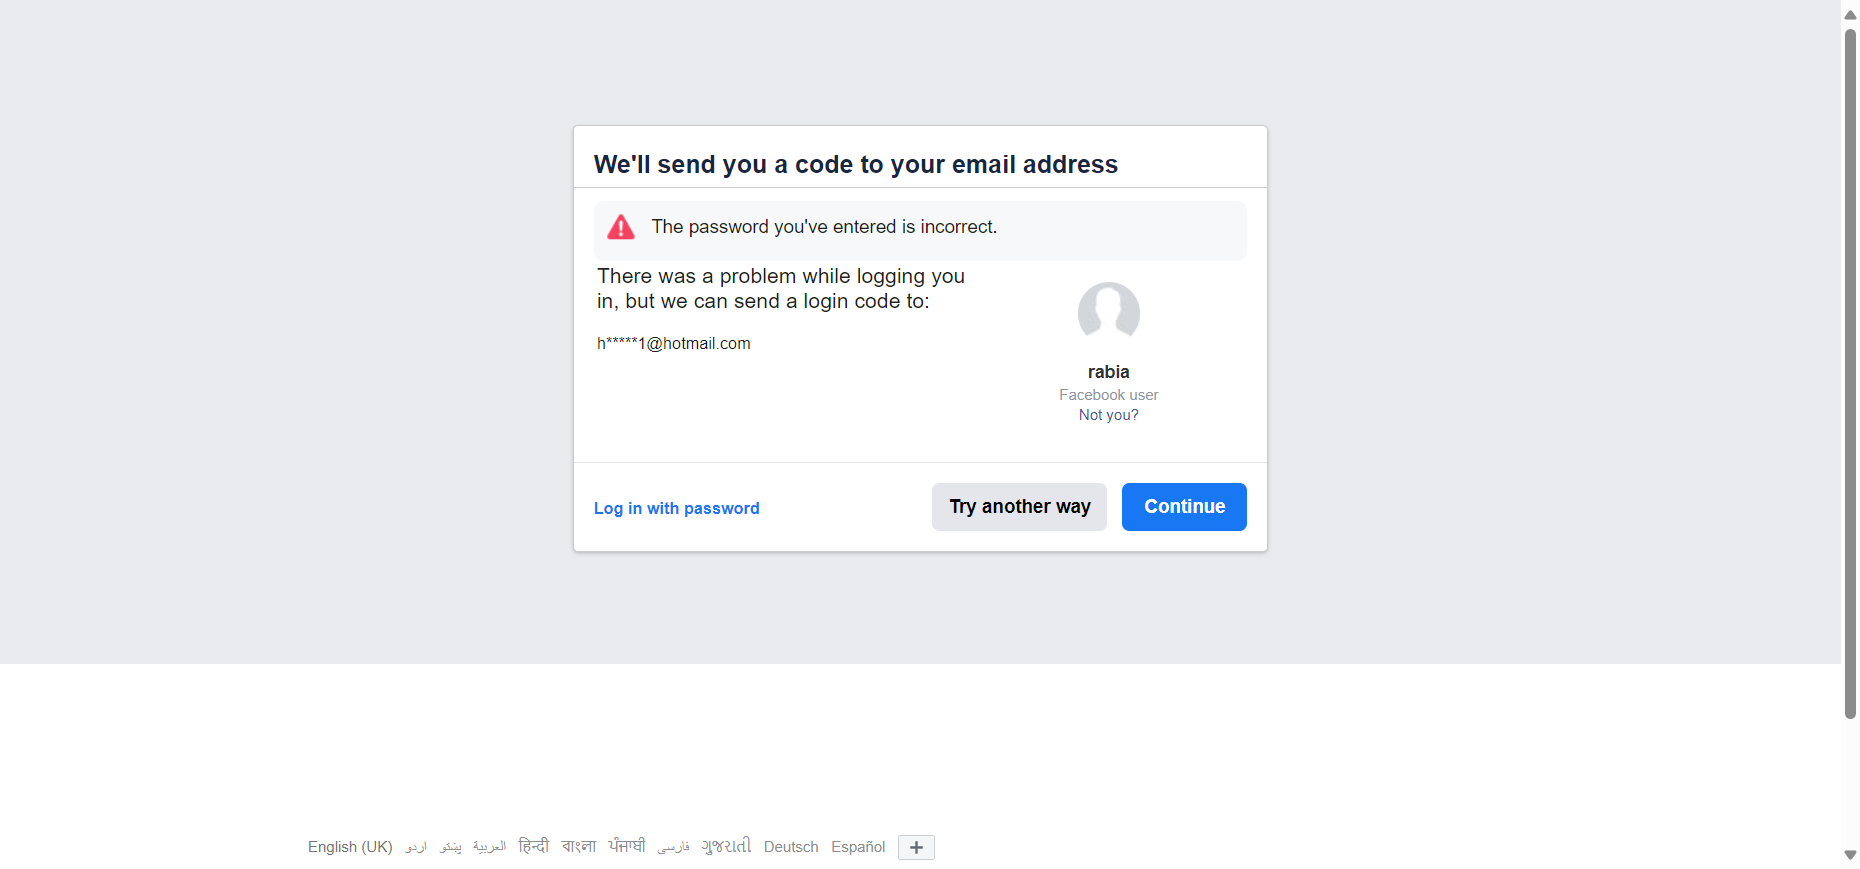 We'll send you a code to your email address
The password you've entered is incorrect.
There was a problem while logging you
in, but we can send a login code to:
h*****1@hotmail.com
rabia
Facebook user
Not you?
Log in with password
Try another way
Continue
English (UK) اردو پښتو العربية हिन्दी বাংলা ਪੰਜਾਬੀ فارسی ગુજરાતી Deutsch Español +